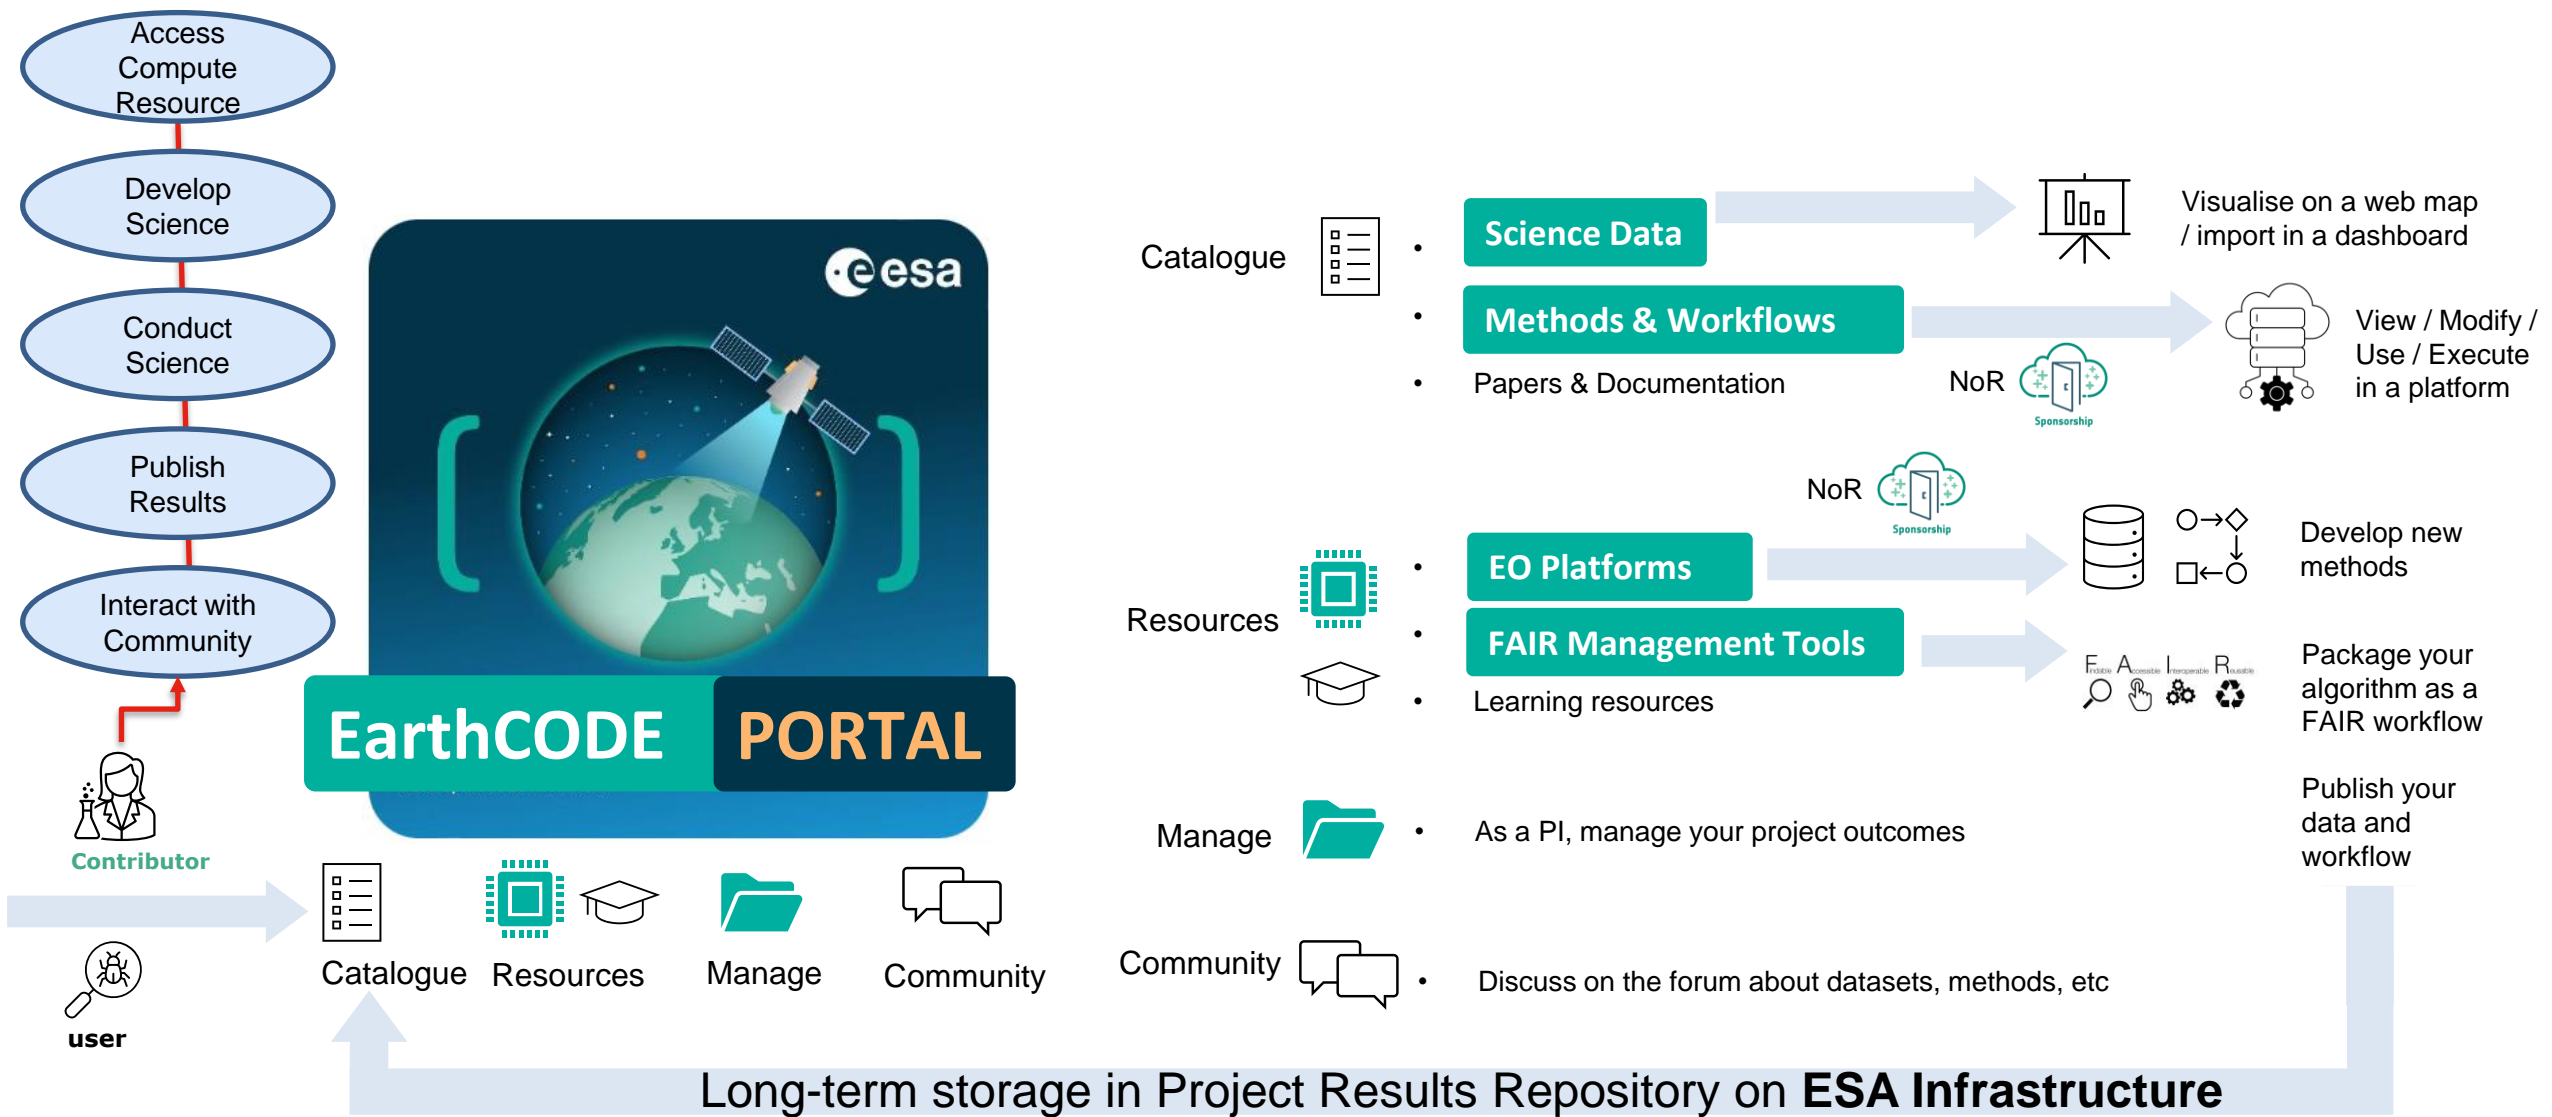 Access
Compute
Resource
Develop
Science
Conduct
Science
Publish
Results
Interact with
Community
Contributor
user
esa
EarthCODE PORTAL
Catalogue
Resources
Manage
Community
Catalogue
• Science Data
Visualise on a web map
/ import in a dashboard
• Methods & Workflows
View / Modify /
Use / Execute
in a platform
• Papers & Documentation
NoR
Sponsorship
Resources
NoR
Sponsorship
• EO Platforms
Develop new
methods
• FAIR Management Tools
Findable Accessible Interoperable Reusable
Package your
algorithm as a
FAIR workflow
• Learning resources
Publish your
data and
workflow
Manage
• As a PI, manage your project outcomes
Community
• Discuss on the forum about datasets, methods, etc
Long-term storage in Project Results Repository on ESA Infrastructure